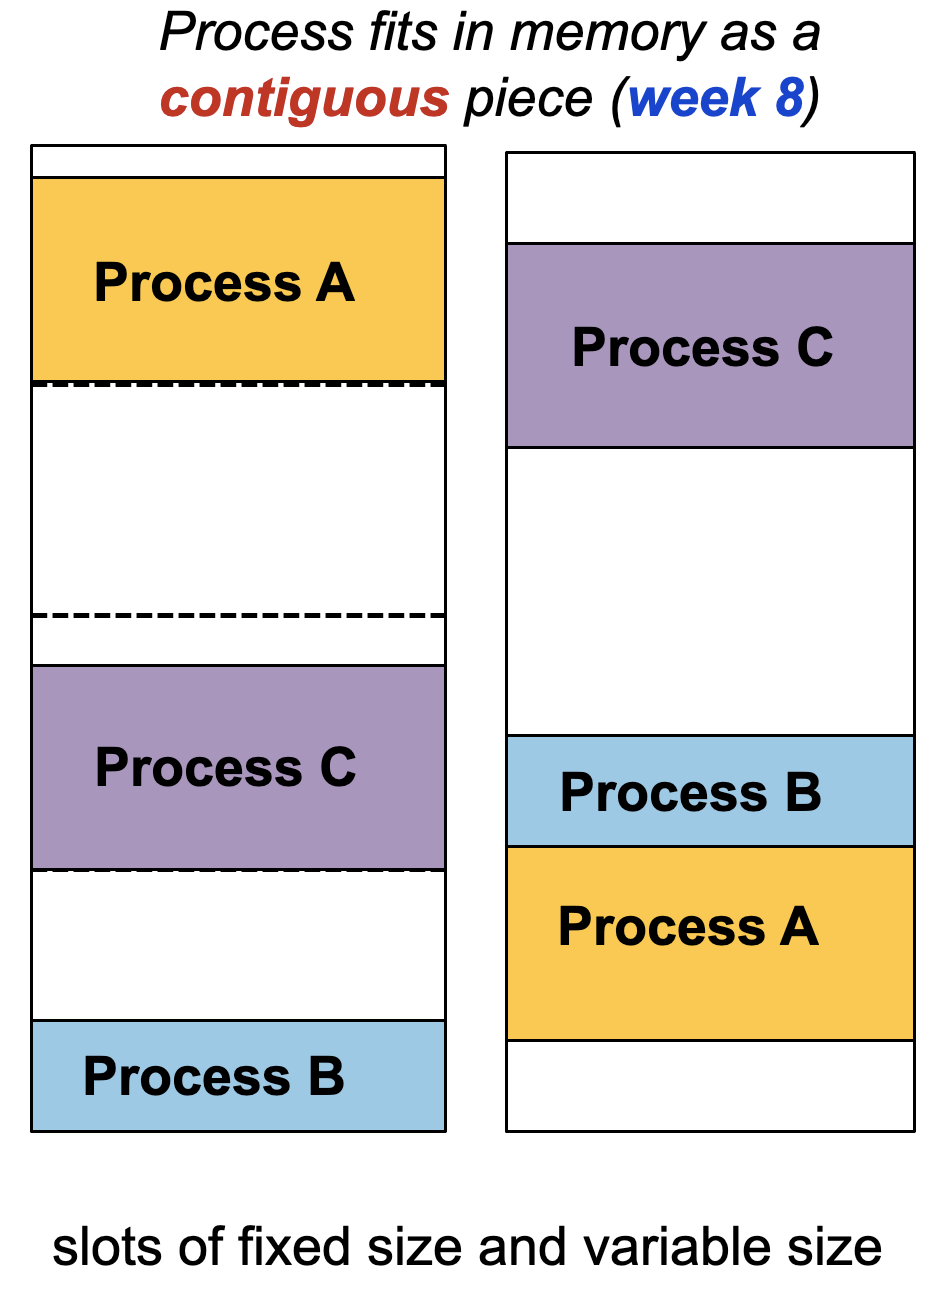 Process fits in memory as a
contiguous piece (week 8)
Process A
Process C
Process B
Process C
Process B
Process A
slots of fixed size and variable size